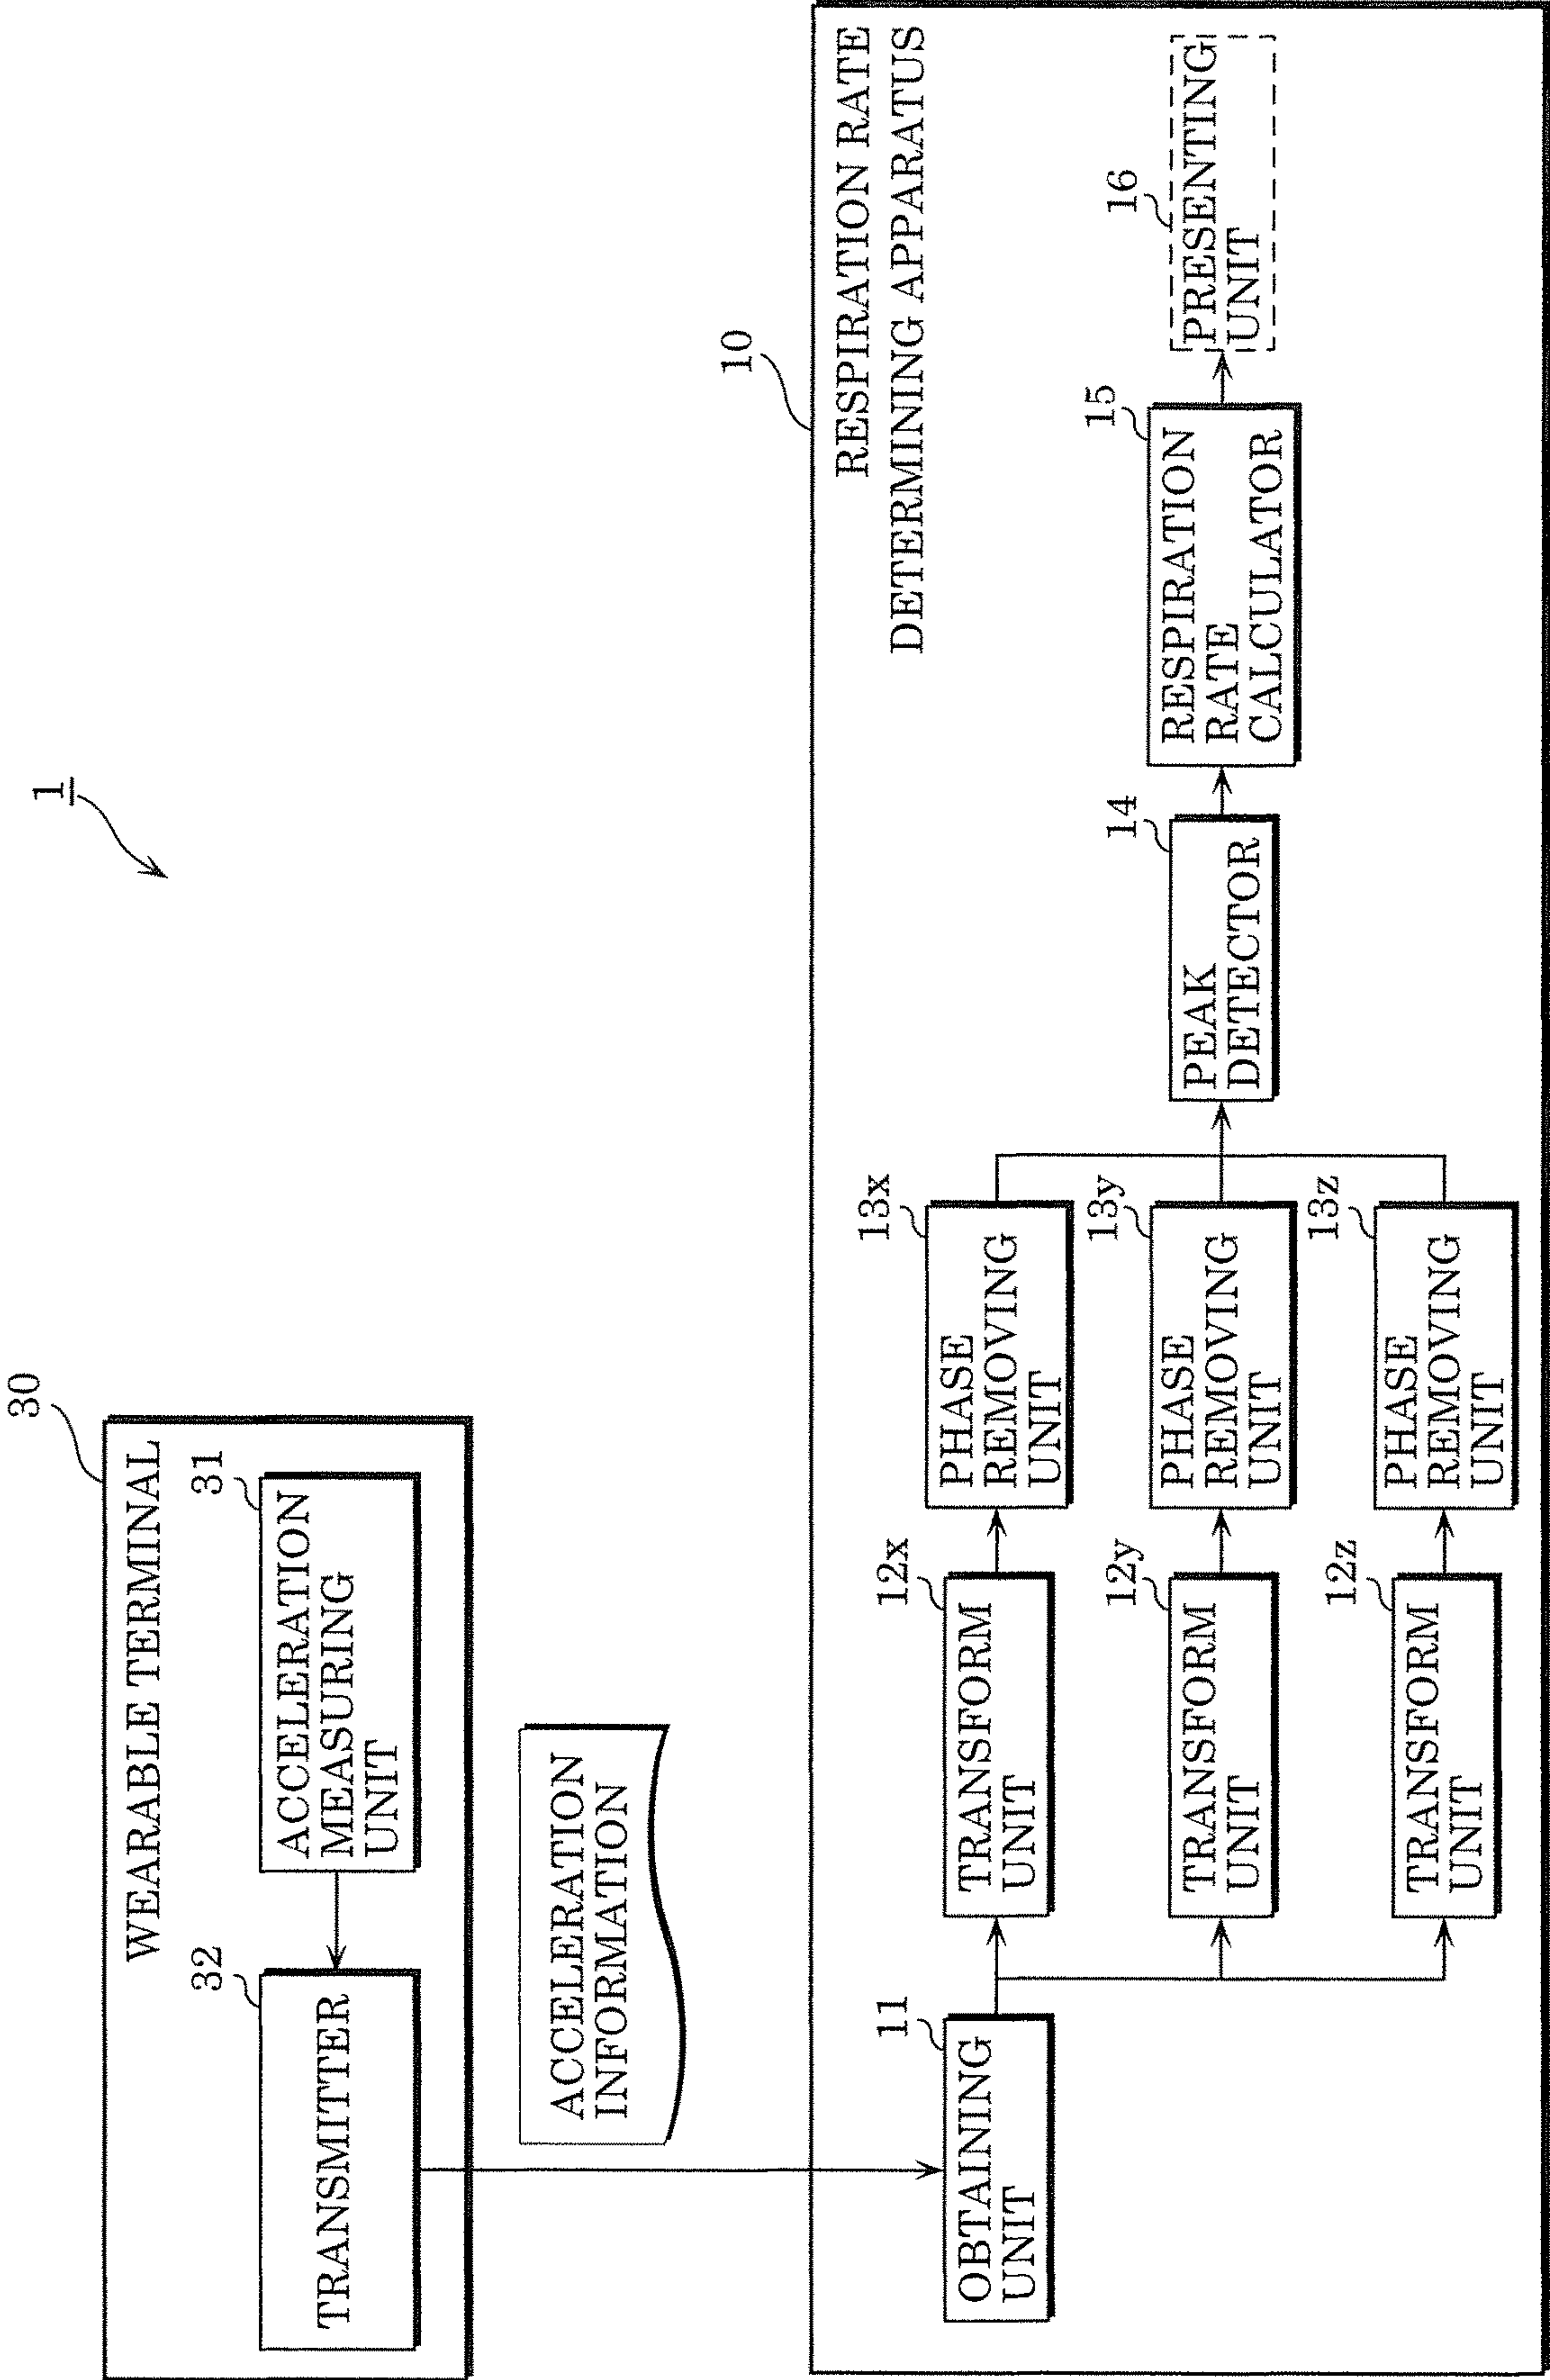 1
30
WEARABLE TERMINAL
32
31
TRANSMITTER
ACCELERATION
MEASURING
UNIT
ACCELERATION
INFORMATION
10
RESPIRATION RATE
DETERMINING APPARATUS
11
OBTAINING
UNIT
12x
TRANSFORM
UNIT
13x
PHASE
REMOVING
UNIT
12y
TRANSFORM
UNIT
13y
PHASE
REMOVING
UNIT
12z
TRANSFORM
UNIT
13z
PHASE
REMOVING
UNIT
14
PEAK
DETECTOR
15
RESPIRATION
RATE
CALCULATOR
16
PRESENTING
UNIT